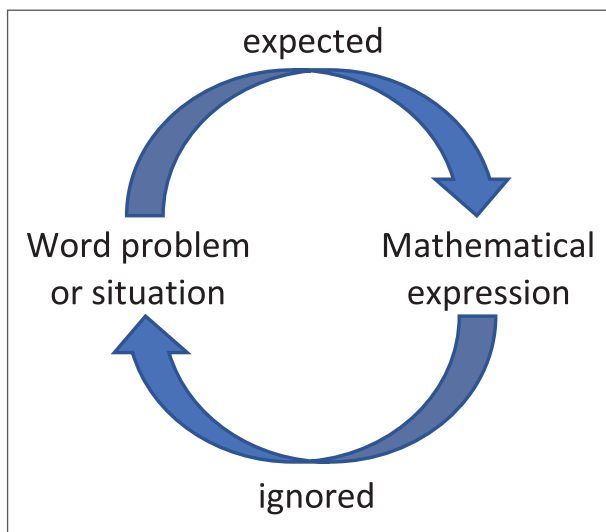 expected
Word problem
or situation
Mathematical
expression
ignored